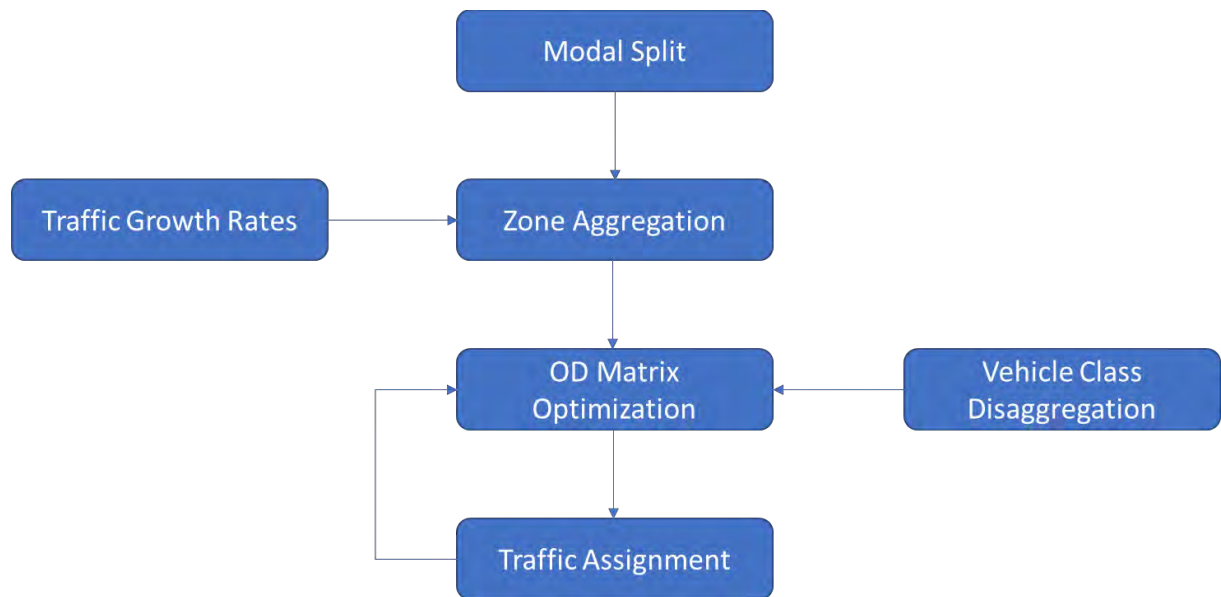 Modal Split
Traffic Growth Rates
Zone Aggregation
OD Matrix
Optimization
Vehicle Class
Disaggregation
Traffic Assignment